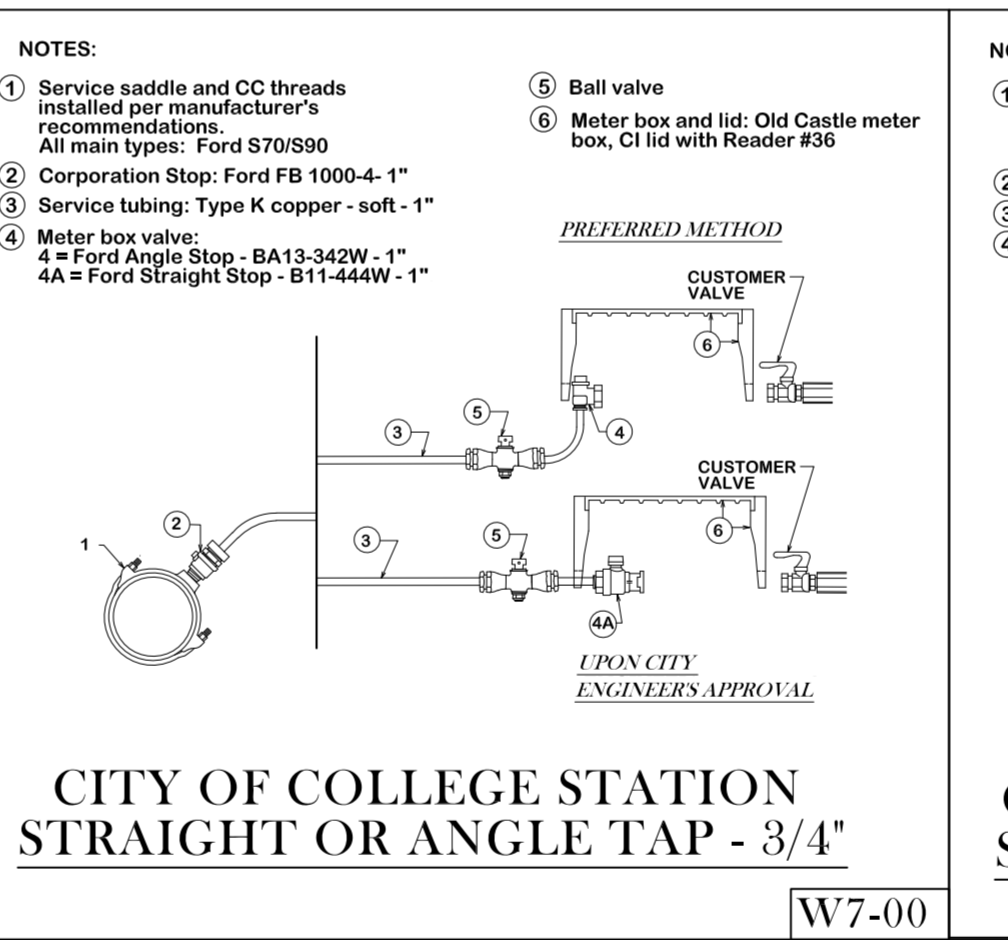 NOTES:
1 Service saddle and CC threads
installed per manufacturer's
recommendations.
All main types: Ford S70/S90
2 Corporation Stop: Ford FB 1000-4- 1"
3 Service tubing: Type K copper - soft - 1"
4 Meter box valve:
4 = Ford Angle Stop - BA13-342W - 1"
4A = Ford Straight Stop - B11-444W - 1"
5 Ball valve
6 Meter box and lid: Old Castle meter
box, CI lid with Reader #36
PREFERRED METHOD
CUSTOMER
VALVE
6
5
3
4
CUSTOMER
VALVE
6
2
5
3
1
4A
UPON CITY
ENGINEER'S APPROVAL
CITY OF COLLEGE STATION
STRAIGHT OR ANGLE TAP - 3/4"
W7-00